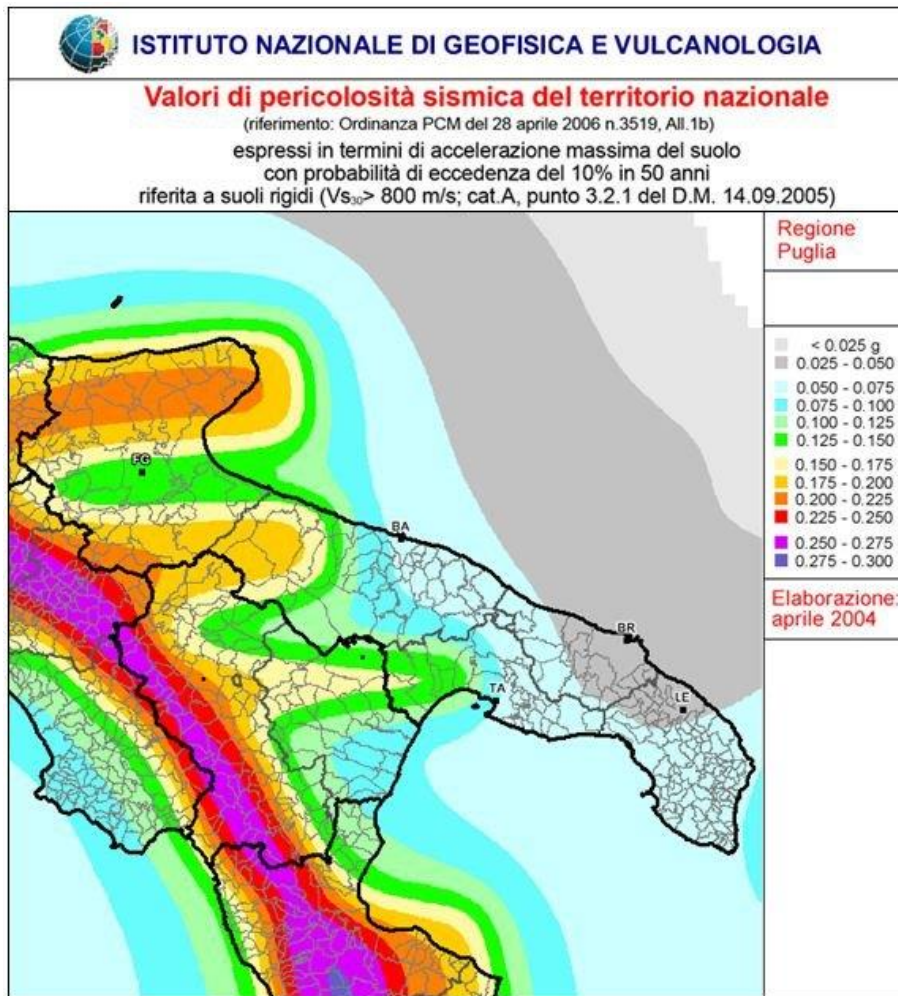 ISTITUTO NAZIONALE DI GEOFISICA E VULCANOLOGIA
Valori di pericolosità sismica del territorio nazionale
(riferimento: Ordinanza PCM del 28 aprile 2006 n.3519, All.1b)
espressi in termini di accelerazione massima del suolo
con probabilità di eccedenza del 10% in 50 anni
riferita a suoli rigidi (Vs30> 800 m/s; cat.A, punto 3.2.1 del D.M. 14.09.2005)
Regione
Puglia
< 0.025 g
0.025 - 0.050
0.050 - 0.075
0.075 - 0.100
0.100 - 0.125
0.125 - 0.150
0.150 - 0.175
0.175 - 0.200
0.200 - 0.225
0.225 - 0.250
0.250 - 0.275
0.275 - 0.300
Elaborazione:
aprile 2004
FG
BA
BR
TA
LE